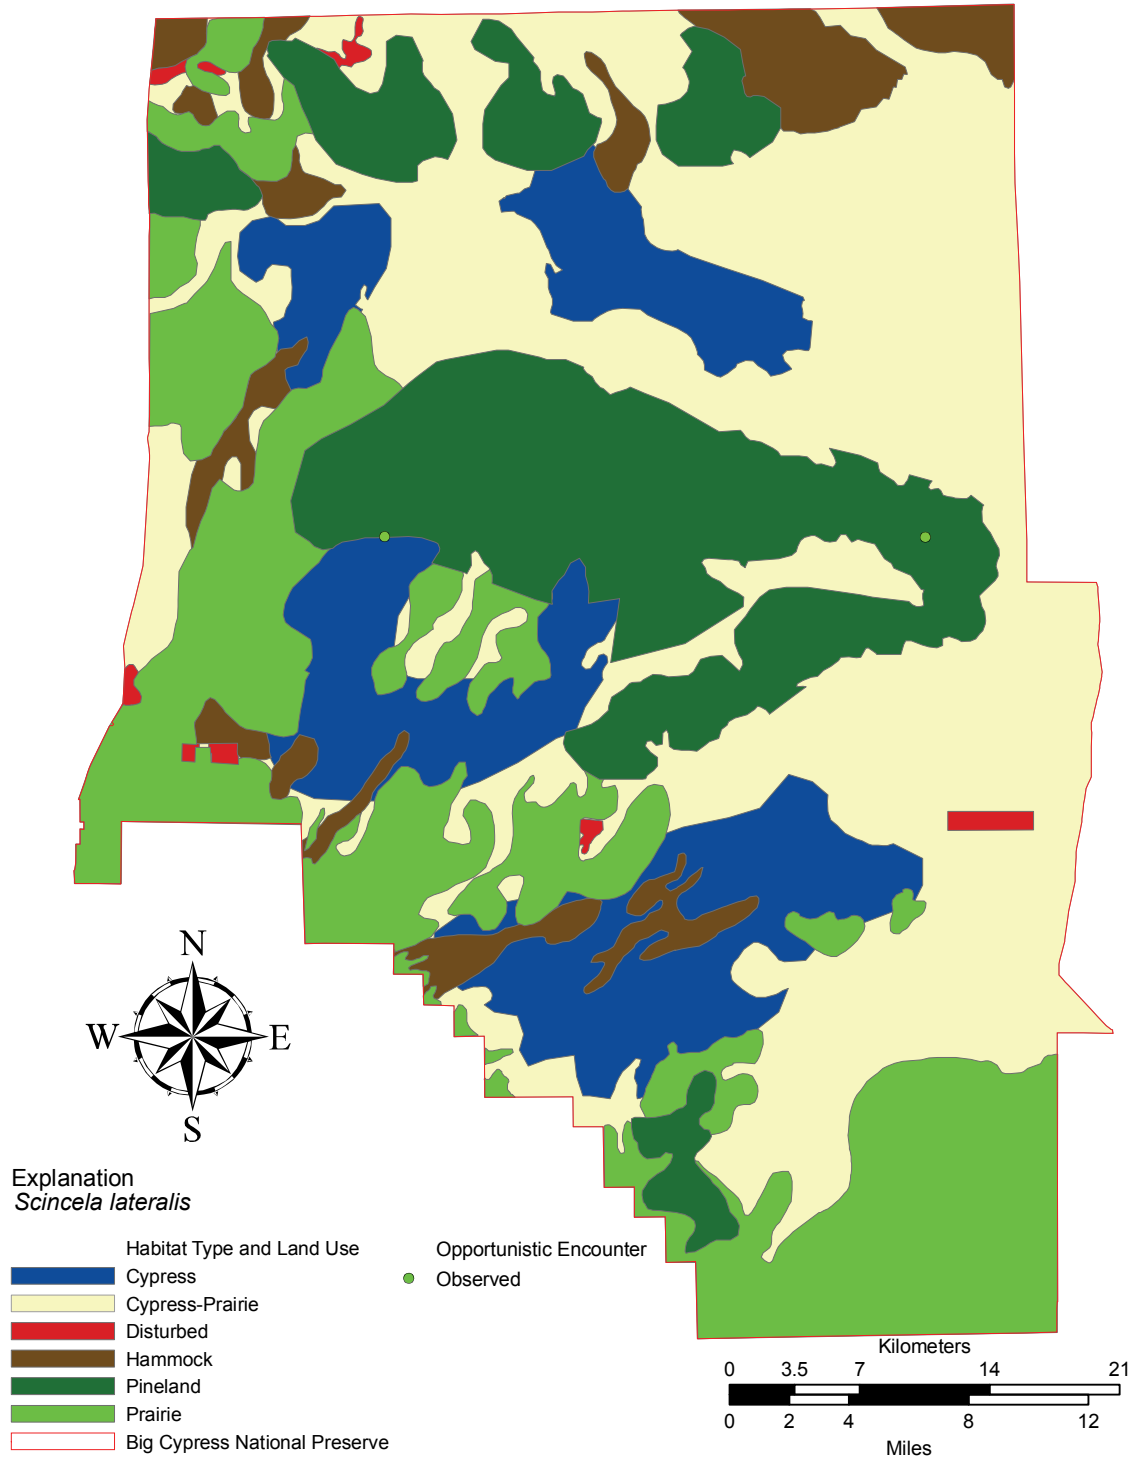 N
W E
S
Explanation
Scincela lateralis
Habitat Type and Land Use
Cypress
Cypress-Prairie
Disturbed
Hammock
Pineland
Prairie
Big Cypress National Preserve
Opportunistic Encounter
Observed
Kilometers
0 3.5 7 14 21
0 2 4 8 12
Miles